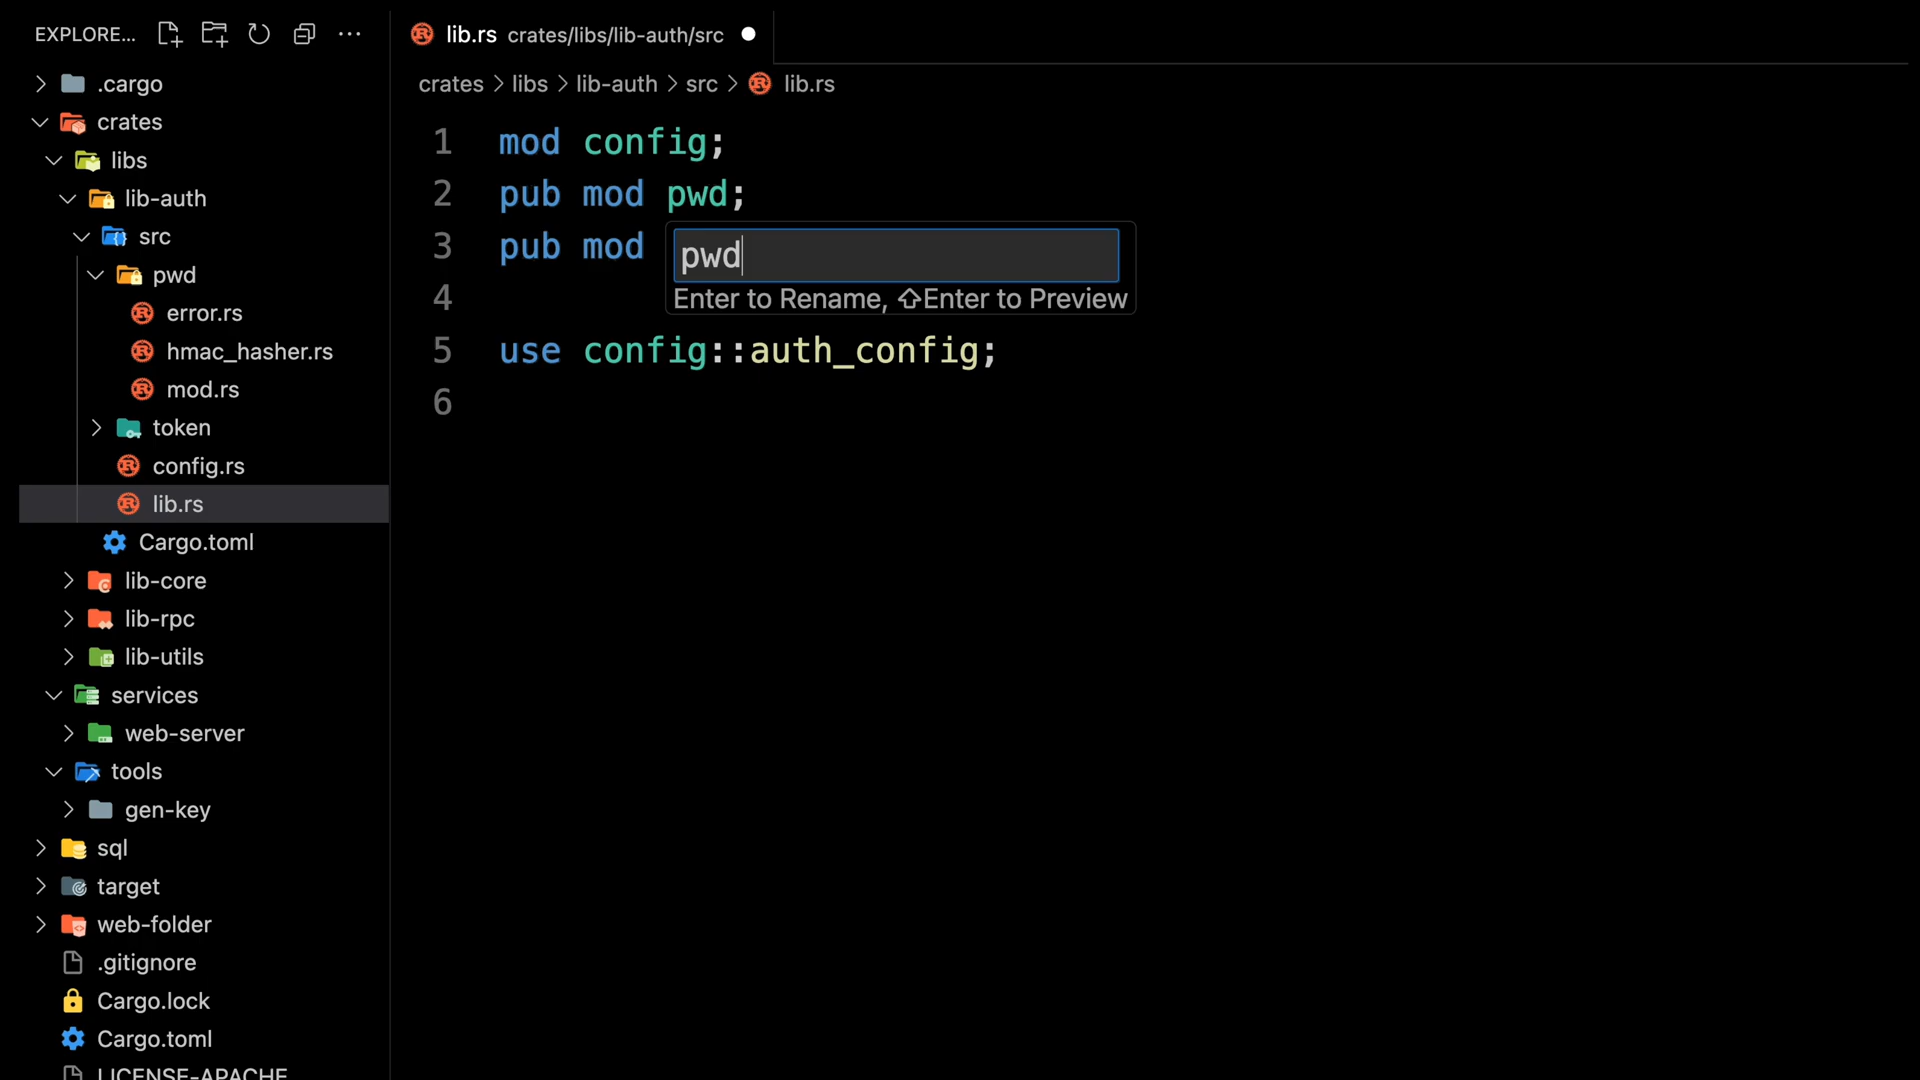 EXPLORE...
.cargo
crates
libs
lib-auth
src
pwd
error.rs
hmac_hasher.rs
mod.rs
token
config.rs
lib.rs
Cargo.toml
lib-core
lib-rpc
lib-utils
services
web-server
tools
gen-key
sql
target
web-folder
.gitignore
Cargo.lock
Cargo.toml
LICENSE-APACHE
lib.rs crates/libs/lib-auth/src
crates > libs > lib-auth > src > lib.rs
1 mod config;
2 pub mod pwd;
3 pub mod
pwd
Enter to Rename, ⇧Enter to Preview
4
5 use config::auth_config;
6